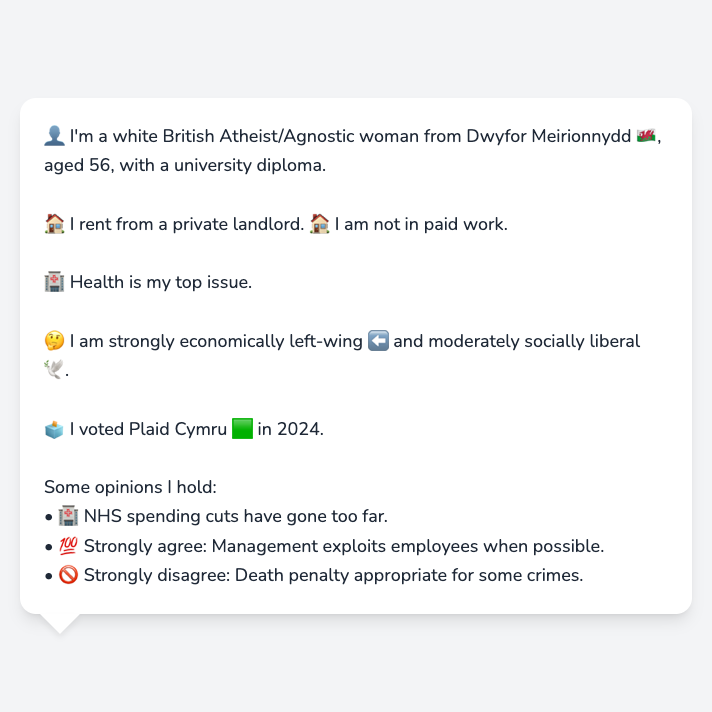 👤 I'm a white British Atheist/Agnostic woman from Dwyfor Meirionnydd 🏴󠁧󠁢󠁷󠁬󠁳󠁿,
aged 56, with a university diploma.
🏠 I rent from a private landlord. 🏠 I am not in paid work.
🏥 Health is my top issue.
🤔 I am strongly economically left-wing ⬅️ and moderately socially liberal
🕊️.
🗳️ I voted Plaid Cymru 🟩 in 2024.
Some opinions I hold:
• 🏥 NHS spending cuts have gone too far.
• 💯 Strongly agree: Management exploits employees when possible.
• 🚫 Strongly disagree: Death penalty appropriate for some crimes.